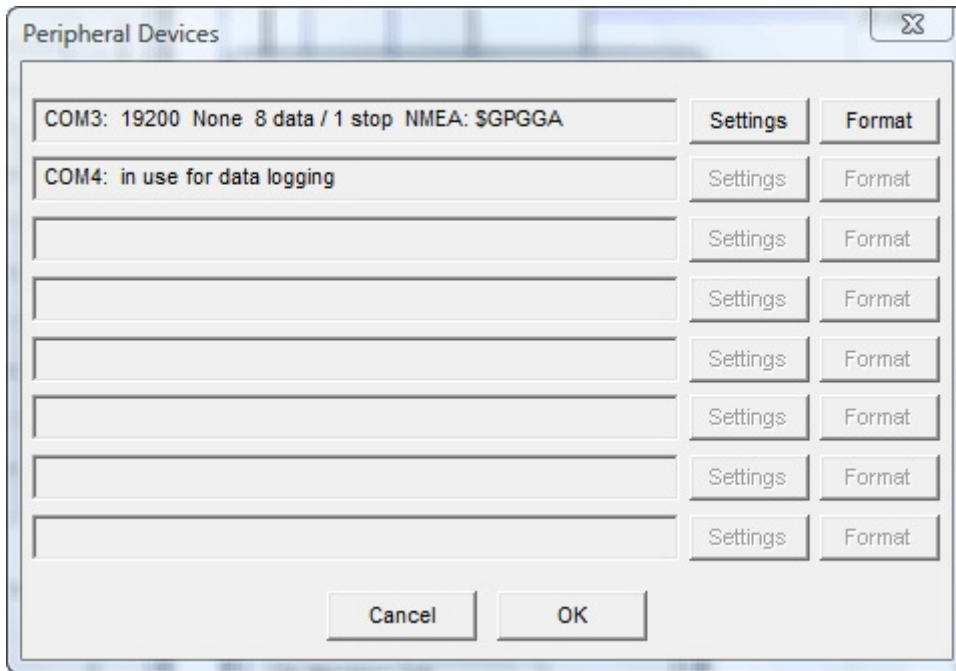 Peripheral Devices
COM3: 19200 None 8 data / 1 stop NMEA: $GPGGA Settings Format
COM4: in use for data logging Settings Format
Settings Format
Settings Format
Settings Format
Settings Format
Settings Format
Settings Format
Cancel OK